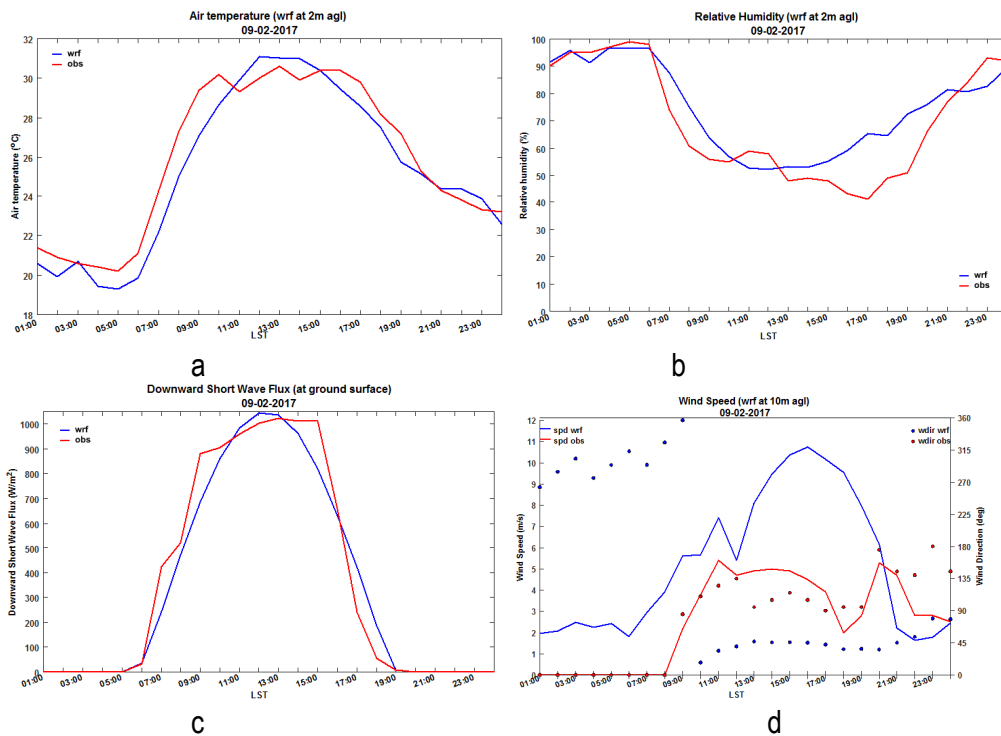 Air temperature (wrf at 2m agl)
09-02-2017
32
30
28
26
24
22
20
18
Air temperature (°C)
wrf
obs
01:00 03:00 05:00 07:00 09:00 11:00 13:00 15:00 17:00 19:00 21:00 23:00
LST
a
Relative Humidity (wrf at 2m agl)
09-02-2017
100
90
80
70
60
50
40
30
20
10
0
Relative humidity (%)
wrf
obs
01:00 03:00 05:00 07:00 09:00 11:00 13:00 15:00 17:00 19:00 21:00 23:00
LST
b
Downward Short Wave Flux (at ground surface)
09-02-2017
1000
900
800
700
600
500
400
300
200
100
0
Downward Short Wave Flux (W/m²)
wrf
obs
01:00 03:00 05:00 07:00 09:00 11:00 13:00 15:00 17:00 19:00 21:00 23:00
LST
c
Wind Speed (wrf at 10m agl)
09-02-2017
12
11
10
9
8
7
6
5
4
3
2
1
0
Wind Speed (m/s)
spd wrf
spd obs
wdir wrf
wdir obs
360
315
270
225
180
135
90
45
0
Wind Direction (deg)
01:00 03:00 05:00 07:00 09:00 11:00 13:00 15:00 17:00 19:00 21:00 23:00
LST
d